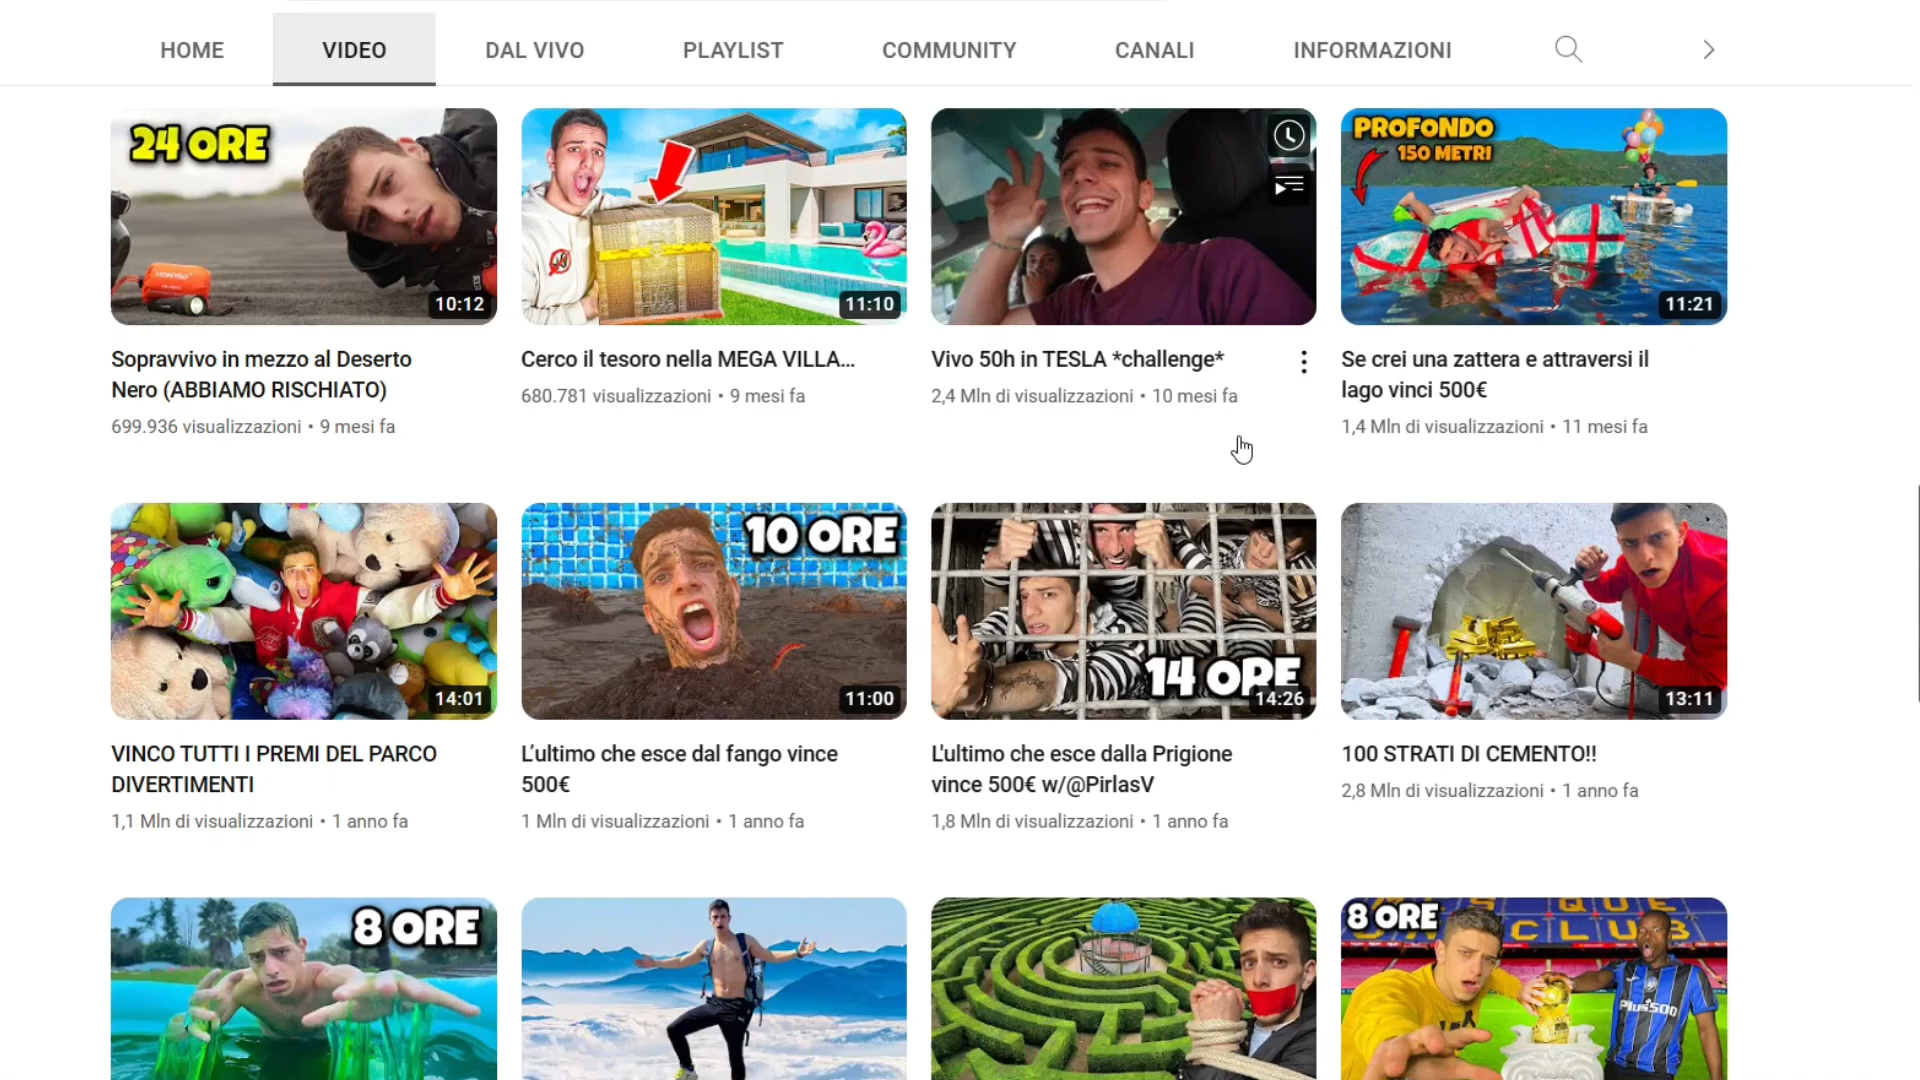 HOME
VIDEO
DAL VIVO
PLAYLIST
COMMUNITY
CANALI
INFORMAZIONI
24 ORE
10:12
11:10
PROFONDO
150 METRI
11:21
Sopravvivo in mezzo al Deserto
Nero (ABBIAMO RISCHIATO)
699.936 visualizzazioni • 9 mesi fa
Cerco il tesoro nella MEGA VILLA...
680.781 visualizzazioni • 9 mesi fa
Vivo 50h in TESLA *challenge*
2,4 Mln di visualizzazioni • 10 mesi fa
Se crei una zattera e attraversi il
lago vinci 500€
1,4 Mln di visualizzazioni • 11 mesi fa
14:01
10 ORE
11:00
14 ORE
14:26
13:11
VINCO TUTTI I PREMI DEL PARCO
DIVERTIMENTI
1,1 Mln di visualizzazioni • 1 anno fa
L’ultimo che esce dal fango vince
500€
1 Mln di visualizzazioni • 1 anno fa
L'ultimo che esce dalla Prigione
vince 500€ w/@PirlasV
1,8 Mln di visualizzazioni • 1 anno fa
100 STRATI DI CEMENTO!!
2,8 Mln di visualizzazioni • 1 anno fa
8 ORE
8 ORE
QUE
CLUB
Plus500